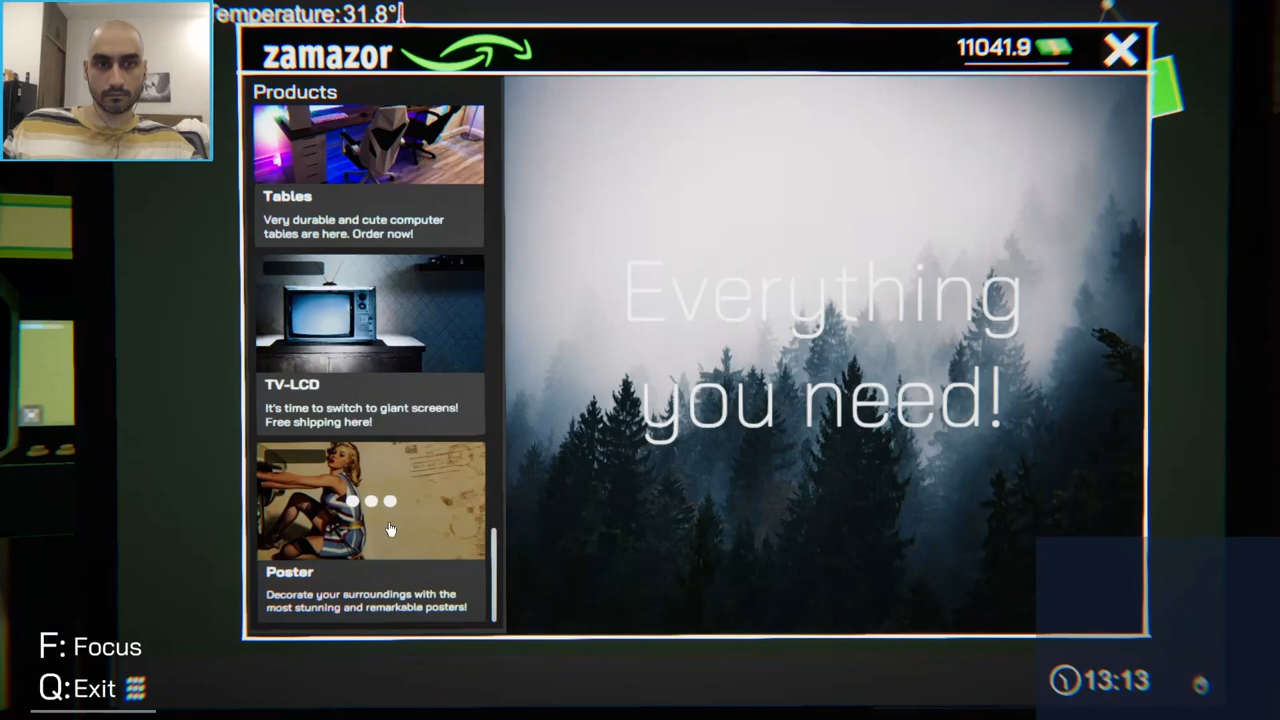 Temperature:31.8°
zamazor
11041.9
Products
Tables
Very durable and cute computer
tables are here. Order now!
TV-LCD
It's time to switch to giant screens!
Free shipping here!
Poster
Decorate your surroundings with the
most stunning and remarkable posters!
Everything
you need!
F: Focus
Q:Exit
13:13